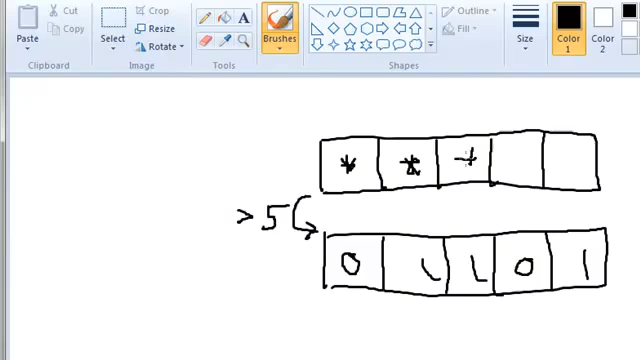 Paste
Cut
Copy
Select
Crop
Resize
Rotate
A
Brushes
Outline
Fill
Size
Color 1
Color 2
Clipboard
Image
Tools
Shapes
* * +
> 5
0 1 1 0 1